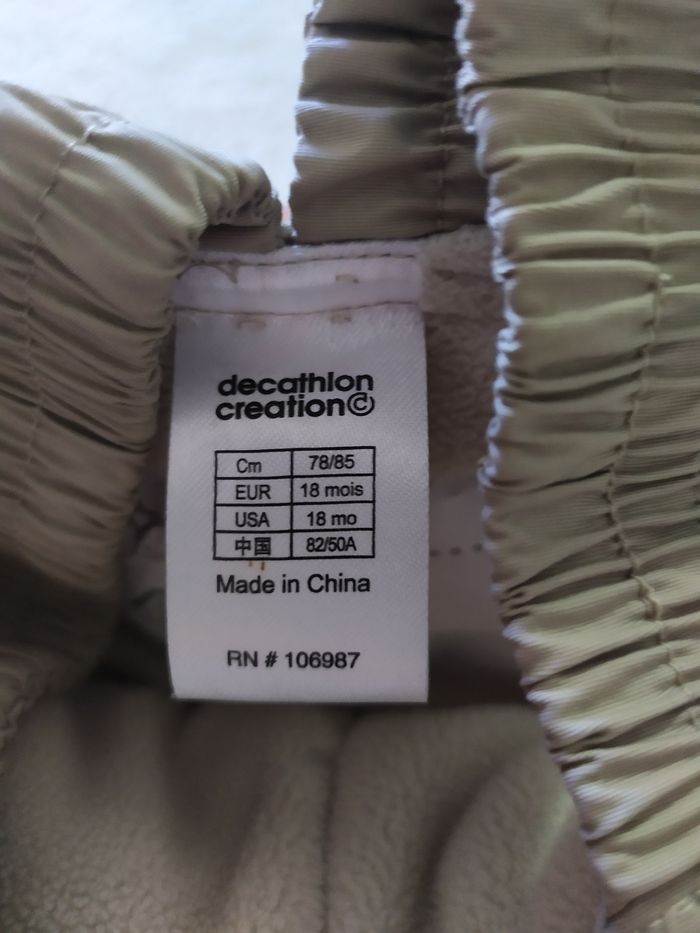 decathlon
creation©
Cm 78/85
EUR 18 mois
USA 18 mo
中国 82/50A
Made in China
RN # 106987